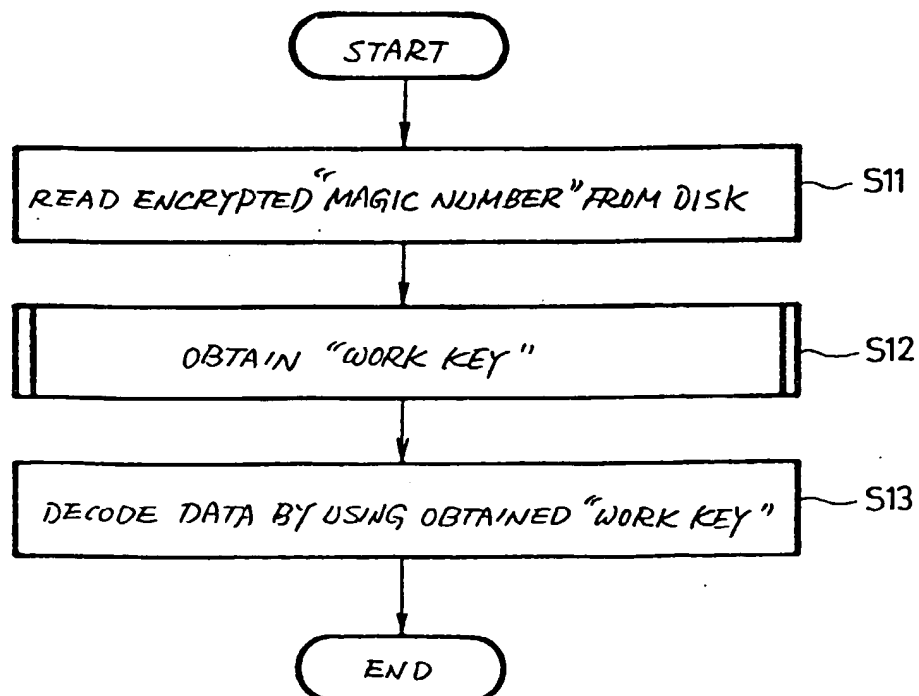 START
READ ENCRYPTED "MAGIC NUMBER" FROM DISK
S11
OBTAIN "WORK KEY"
S12
DECODE DATA BY USING OBTAINED "WORK KEY"
S13
END